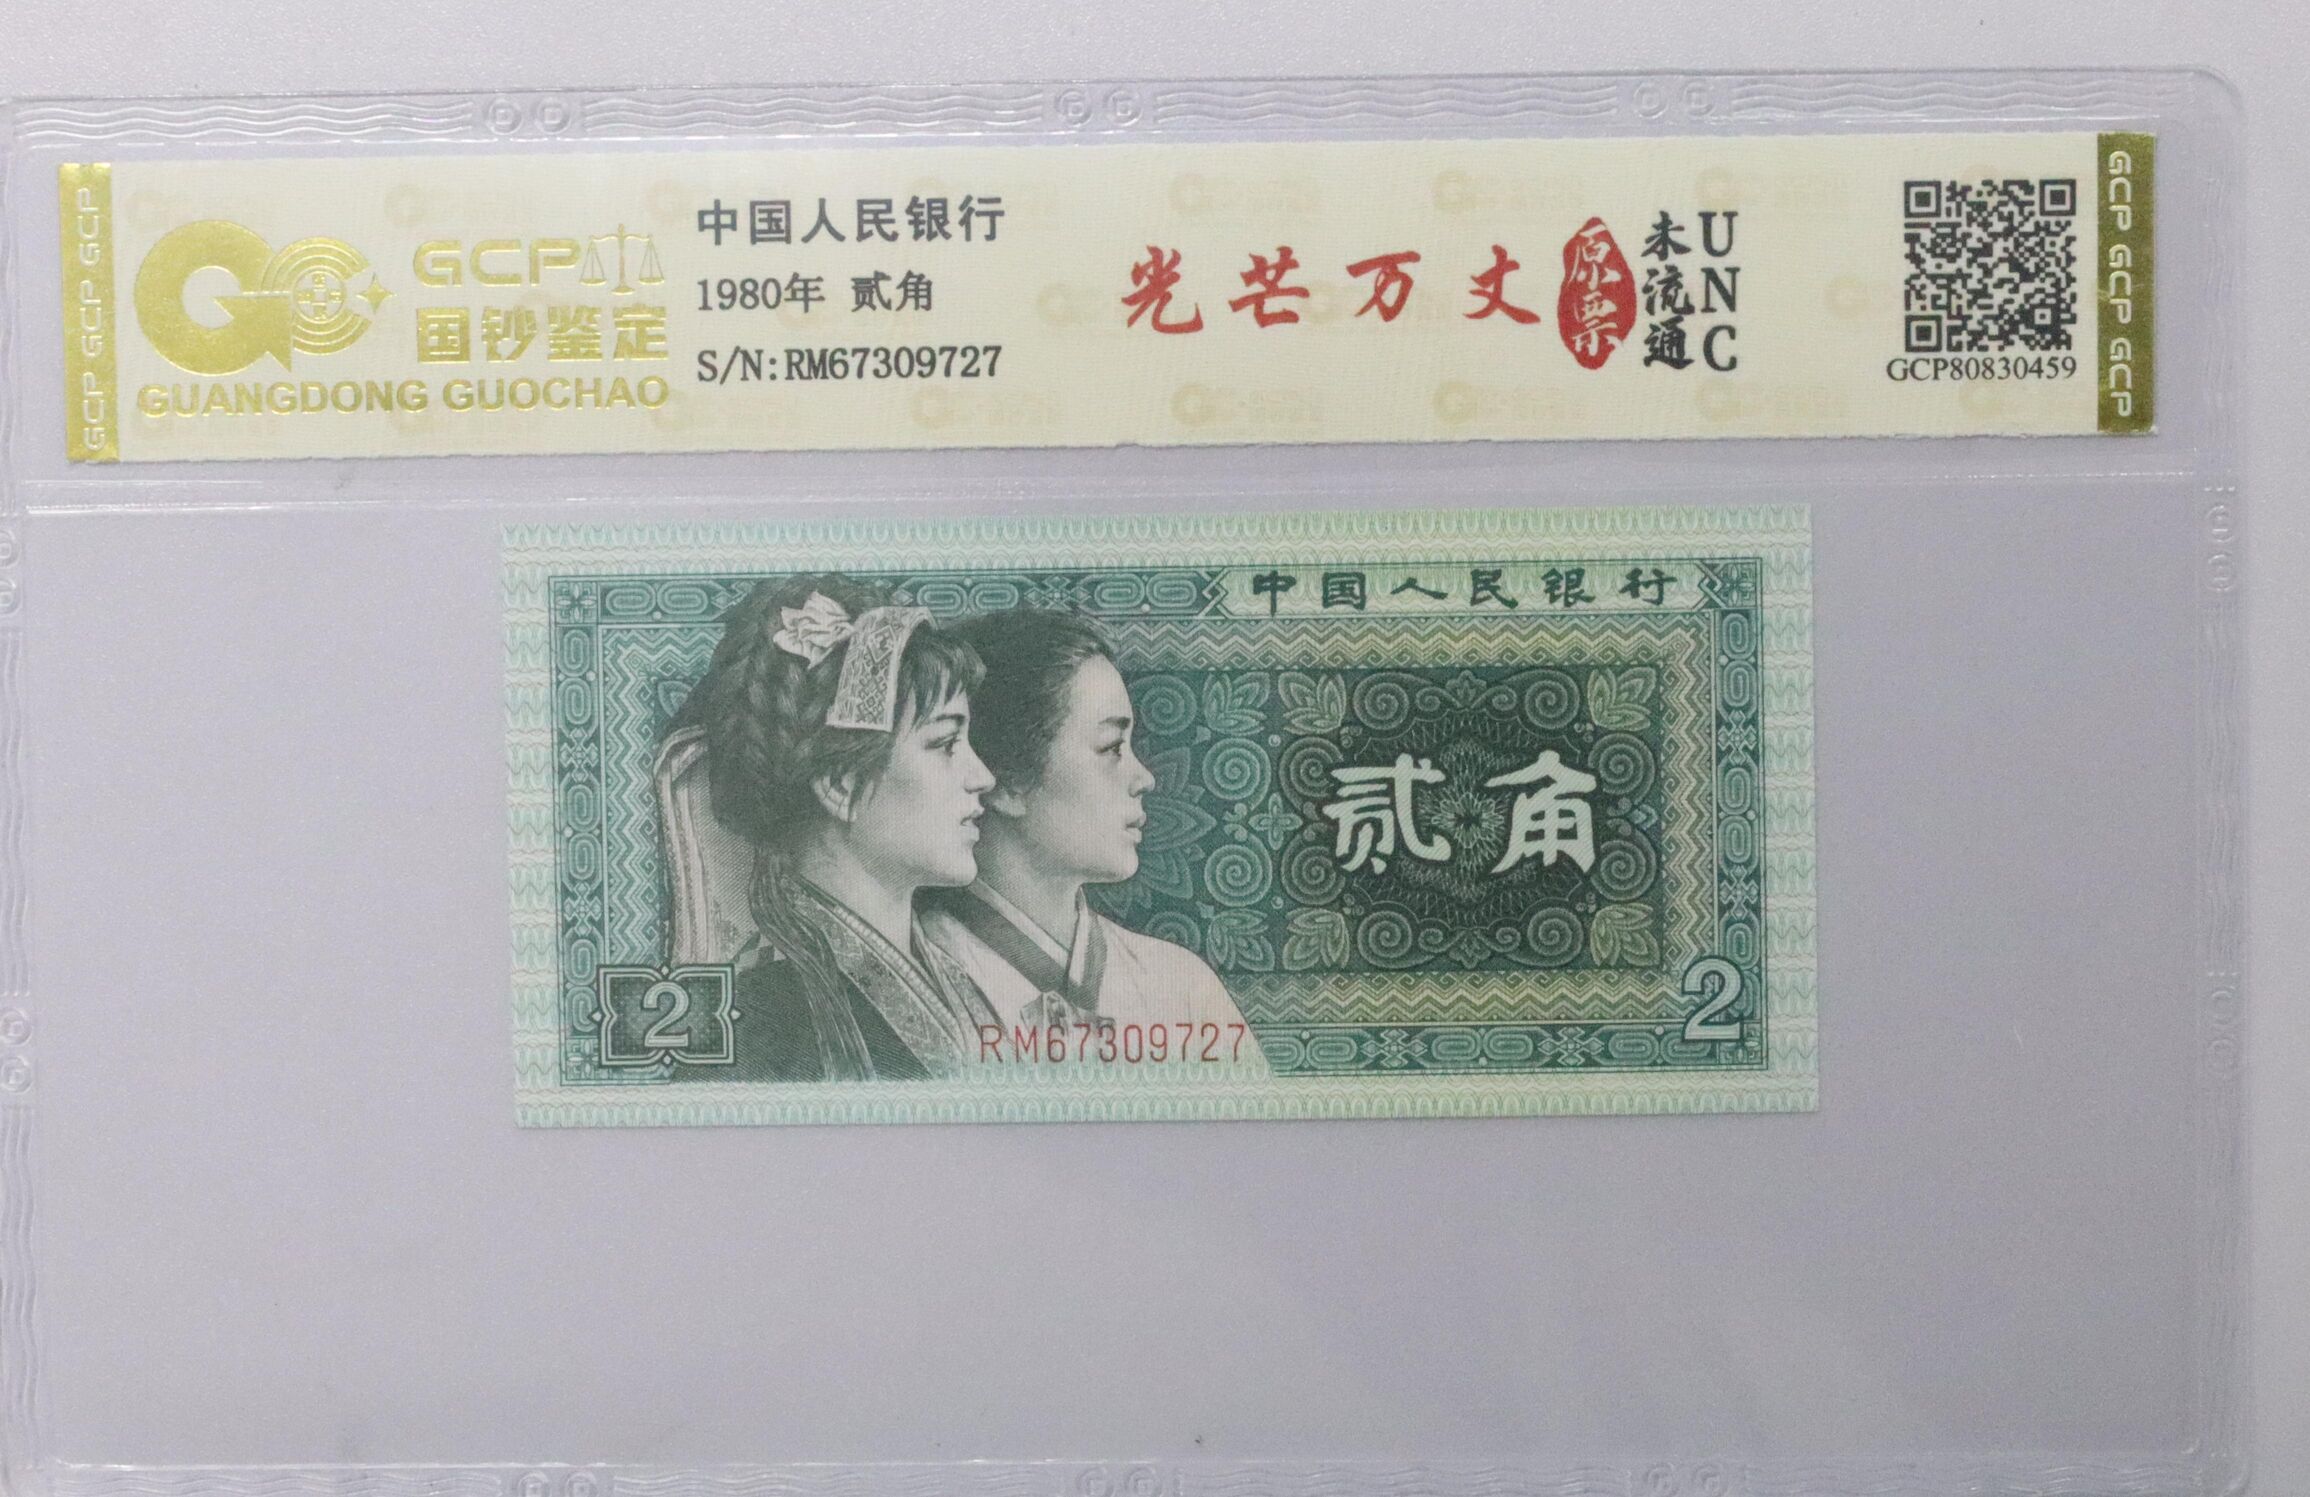 GCP GCP GCP
GCP
国钞鉴定
GUANGDONG GUOCHAO
中国人民银行
1980年 贰角
S/N:RM67309727
光芒万丈
原票
未流通
UNC
GCP80830459
GCP GCP GCP
中国人民银行
贰角
2
2
RM67309727